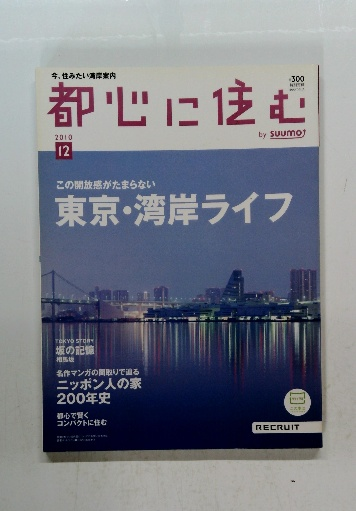 今、住みたい湾岸案内
¥300
都心に住む
by suumo
2010
12
この開放感がたまらない
東京・湾岸ライフ
TOKYO STORY
坂の記憶
名作マンガの間取りで辿る
ニッポン人の家
200年史
都心で賢く
コンパクトに住む
RECRUIT